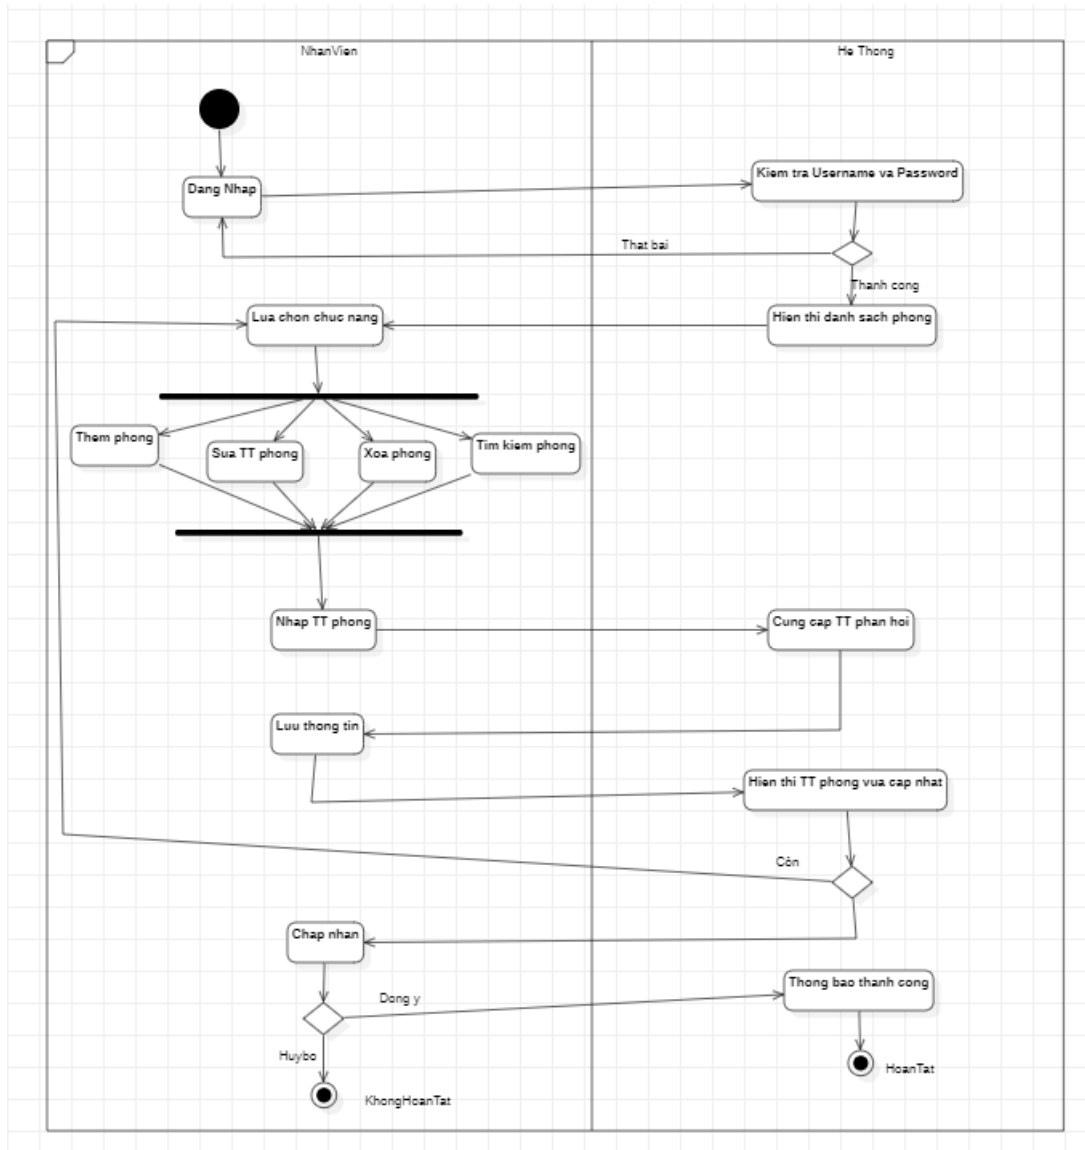 NhanVien
He Thong
Dang Nhap
Kiem tra Username va Password
That bai
Thanh cong
Lua chon chuc nang
Hien thi danh sach phong
Them phong
Sua TT phong
Xoa phong
Tim kiem phong
Nhap TT phong
Cung cap TT phan hoi
Luu thong tin
Hien thi TT phong vua cap nhat
Còn
Chap nhan
Dong y
Thong bao thanh cong
Huybo
HoanTat
KhongHoanTat